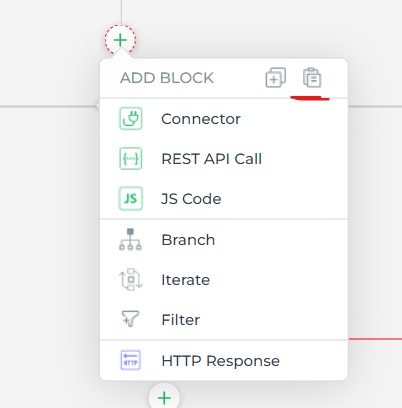 ADD BLOCK
Connector
REST API Call
JS
JS Code
Branch
Iterate
Filter
HTTP
HTTP Response